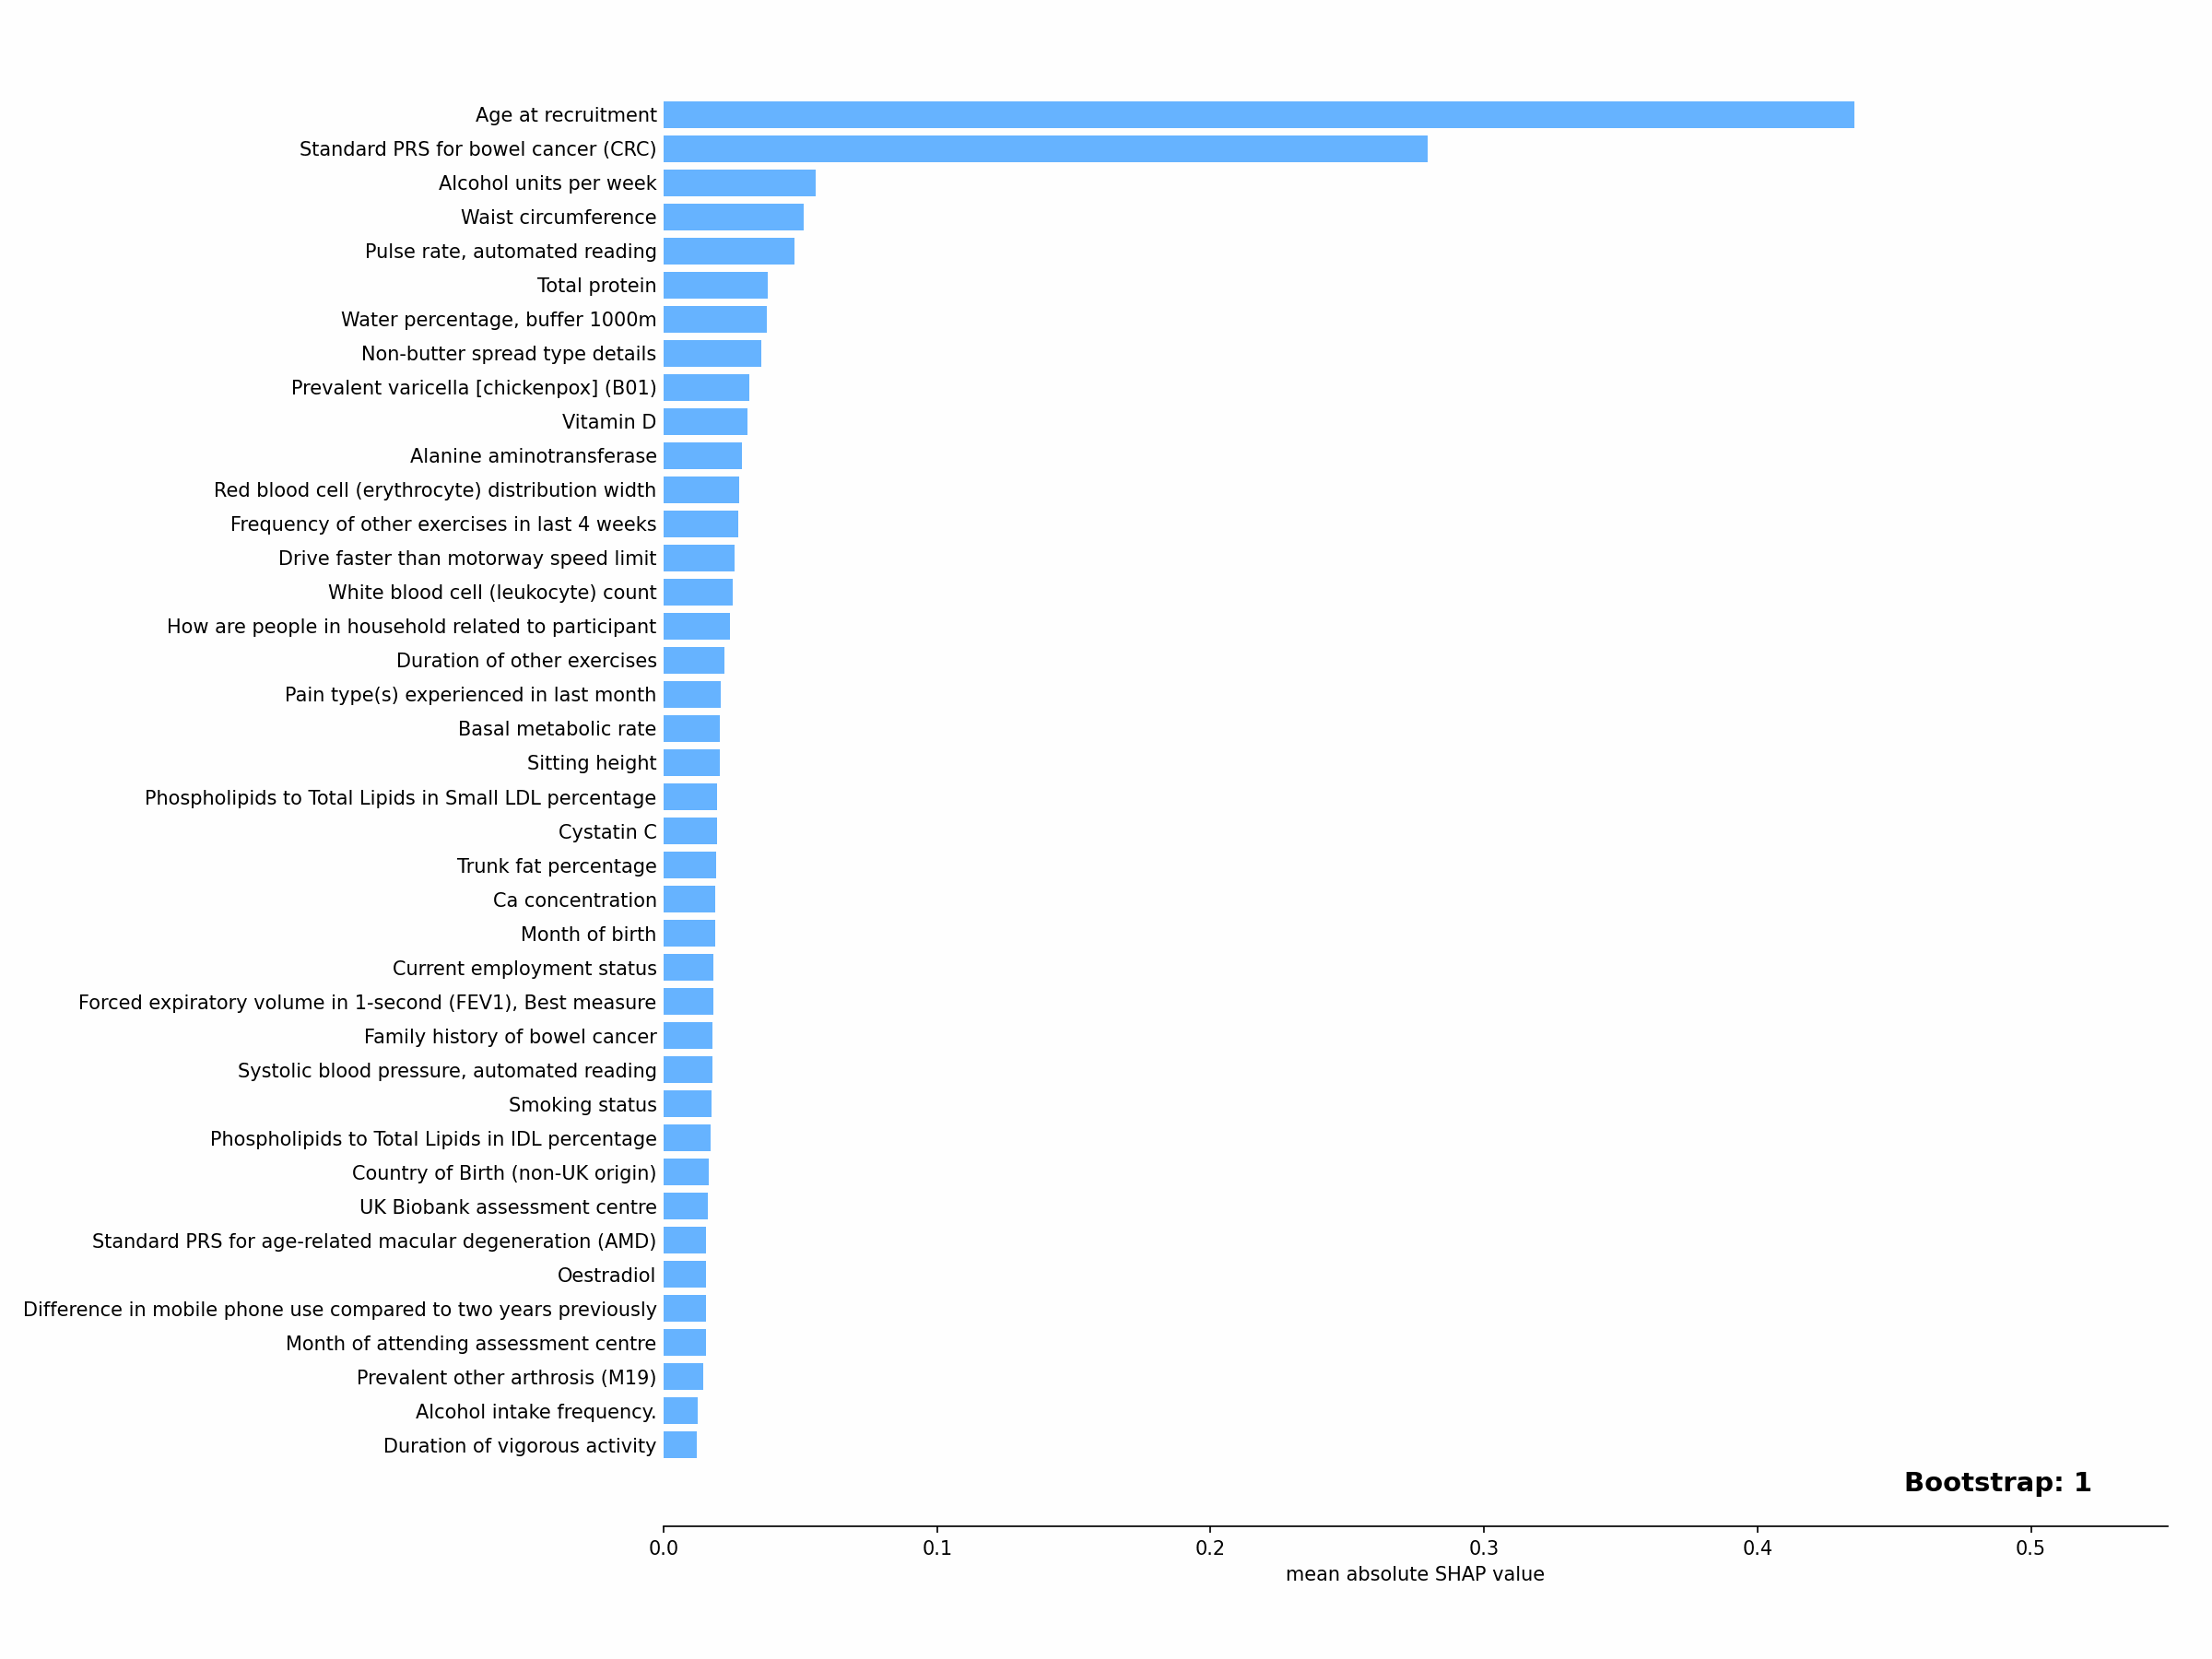 Age at recruitment
Standard PRS for bowel cancer (CRC)
Alcohol units per week
Waist circumference
Pulse rate, automated reading
Total protein
Water percentage, buffer 1000m
Non-butter spread type details
Prevalent varicella [chickenpox] (B01)
Vitamin D
Alanine aminotransferase
Red blood cell (erythrocyte) distribution width
Frequency of other exercises in last 4 weeks
Drive faster than motorway speed limit
White blood cell (leukocyte) count
How are people in household related to participant
Duration of other exercises
Pain type(s) experienced in last month
Basal metabolic rate
Sitting height
Phospholipids to Total Lipids in Small LDL percentage
Cystatin C
Trunk fat percentage
Ca concentration
Month of birth
Current employment status
Forced expiratory volume in 1-second (FEV1), Best measure
Family history of bowel cancer
Systolic blood pressure, automated reading
Smoking status
Phospholipids to Total Lipids in IDL percentage
Country of Birth (non-UK origin)
UK Biobank assessment centre
Standard PRS for age-related macular degeneration (AMD)
Oestradiol
Difference in mobile phone use compared to two years previously
Month of attending assessment centre
Prevalent other arthrosis (M19)
Alcohol intake frequency.
Duration of vigorous activity
Bootstrap: 1
0.0 0.1 0.2 0.3 0.4 0.5
mean absolute SHAP value